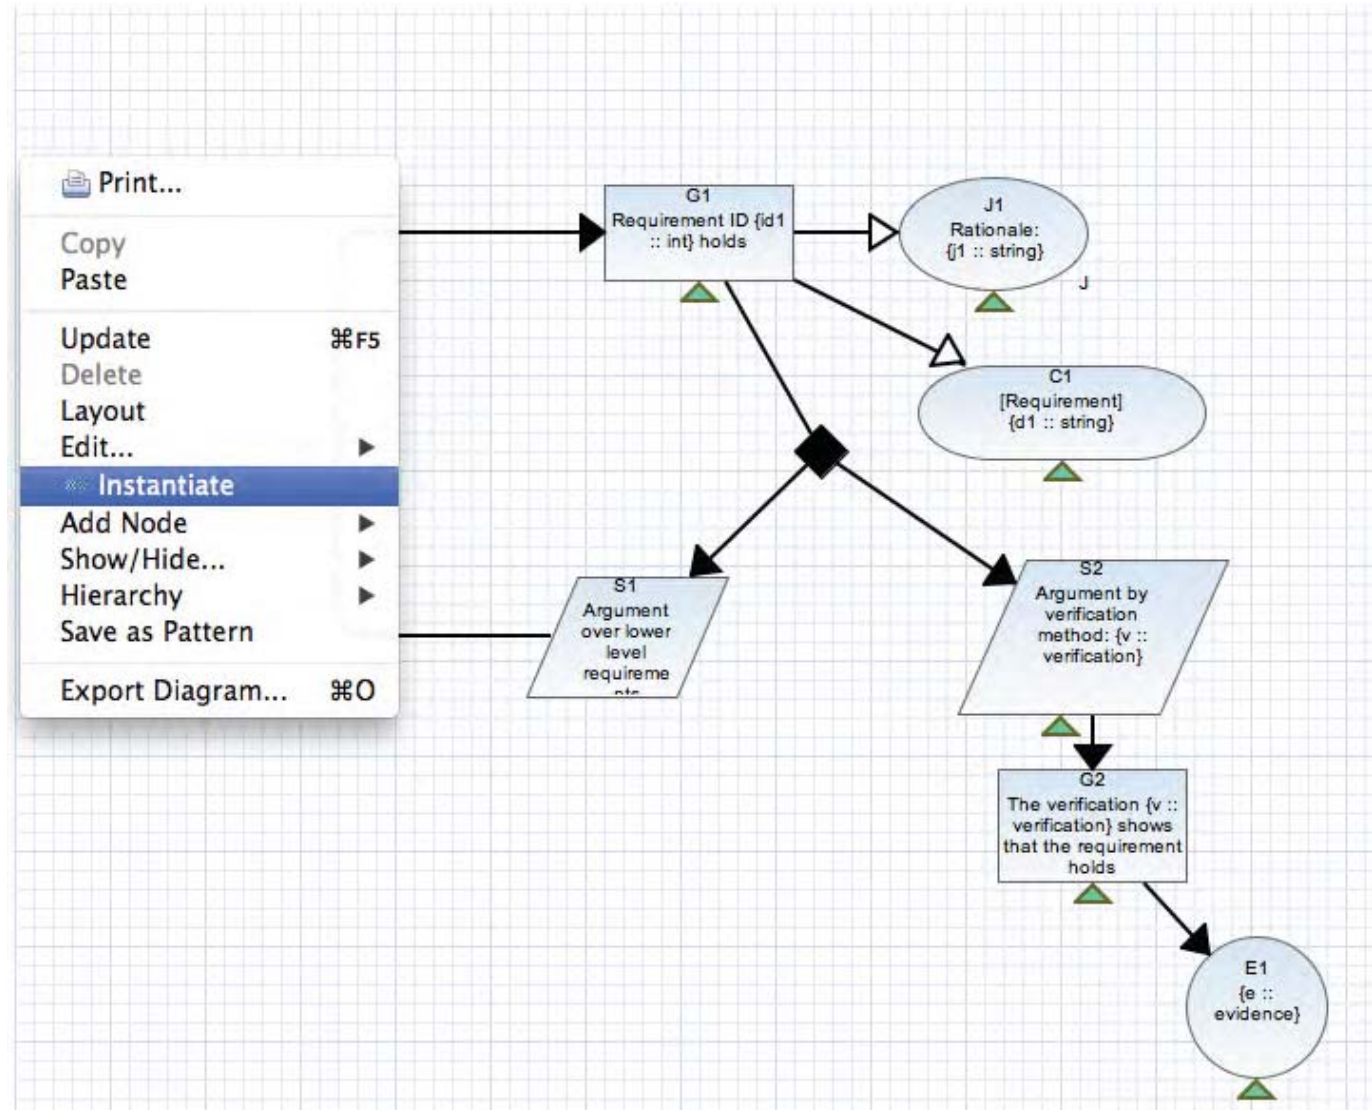 Print...
Copy
Paste
Update ⌘F5
Delete
Layout
Edit...
Instantiate
Add Node
Show/Hide...
Hierarchy
Save as Pattern
Export Diagram... ⌘O
G1
Requirement ID {id1
:: int} holds
J1
Rationale:
{j1 :: string}
J
C1
[Requirement]
{d1 :: string}
S1
Argument
over lower
level
requireme
nts
S2
Argument by
verification
method: {v ::
verification}
G2
The verification {v ::
verification} shows
that the requirement
holds
E1
{e ::
evidence}